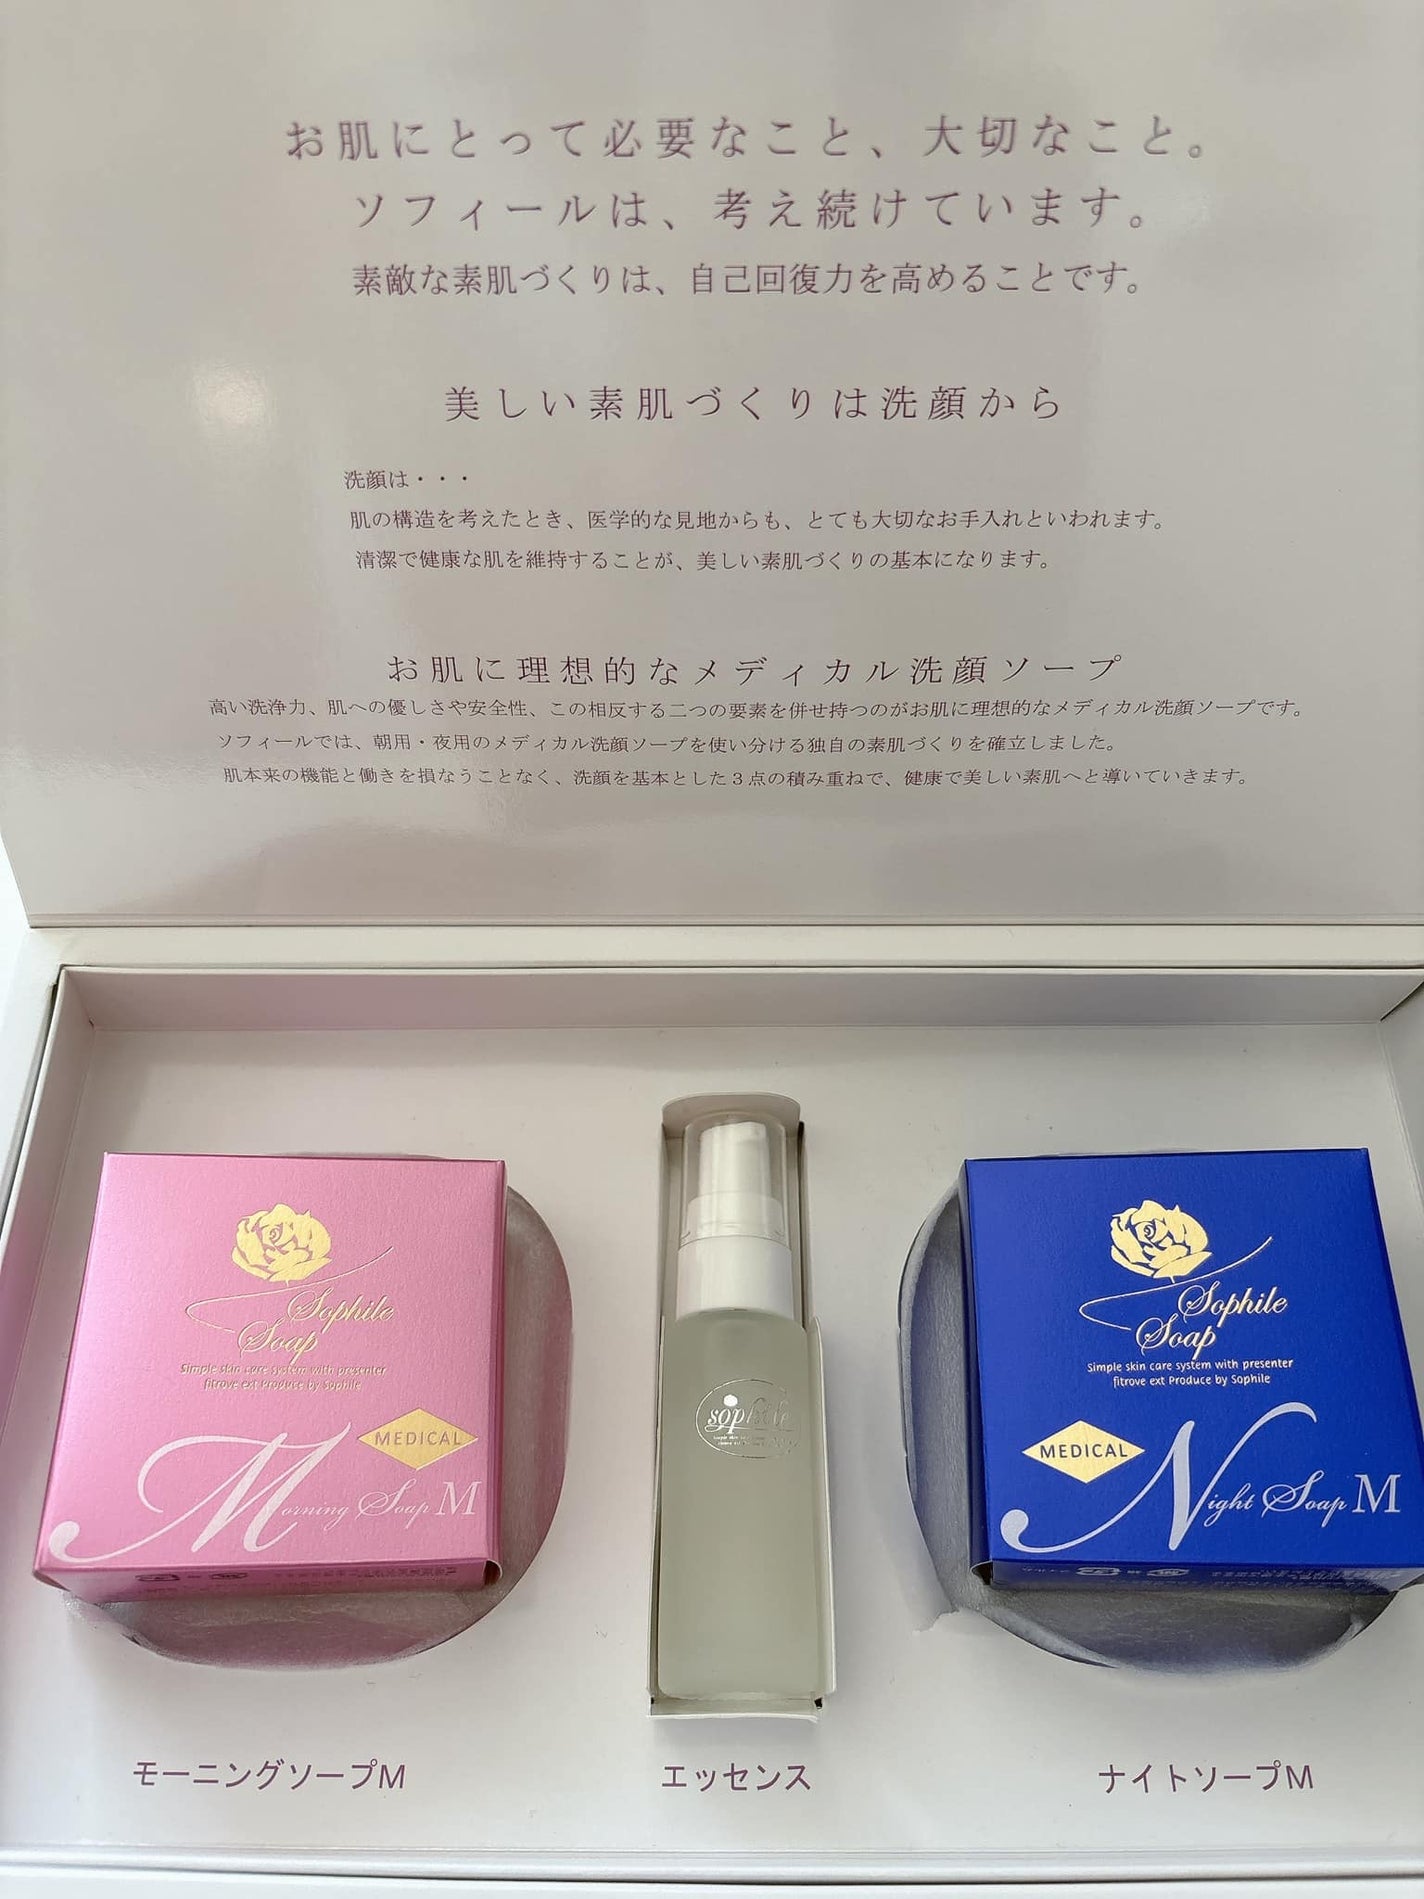 お肌にとって必要なこと、大切なこと。
ソフィールは、考え続けています。
素敵な素肌づくりは、自己回復力を高めることです。
美しい素肌づくりは洗顔から
洗顔は・・・
肌の構造を考えたとき、医学的な見地からも、とても大切なお手入れといわれます。
清潔で健康な肌を維持することが、美しい素肌づくりの基本になります。
お肌に理想的なメディカル洗顔ソープ
高い洗浄力、肌への優しさや安全性、この相反する二つの要素を併せ持つのがお肌に理想的なメディカル洗顔ソープです。
ソフィールでは、朝用・夜用のメディカル洗顔ソープを使い分ける独自の素肌づくりを確立しました。
肌本来の機能と働きを損なうことなく、洗顔を基本とした３点の積み重ねで、健康で美しい素肌へと導いていきます。
Sophile
Soap
Simple skin care system with presenter
fitrove ext Produce by Sophile
MEDICAL
Morning Soap M
sophile
Sophile
Soap
Simple skin care system with presenter
fitrove ext Produce by Sophile
MEDICAL
Night Soap M
モーニングソープM
エッセンス
ナイトソープM